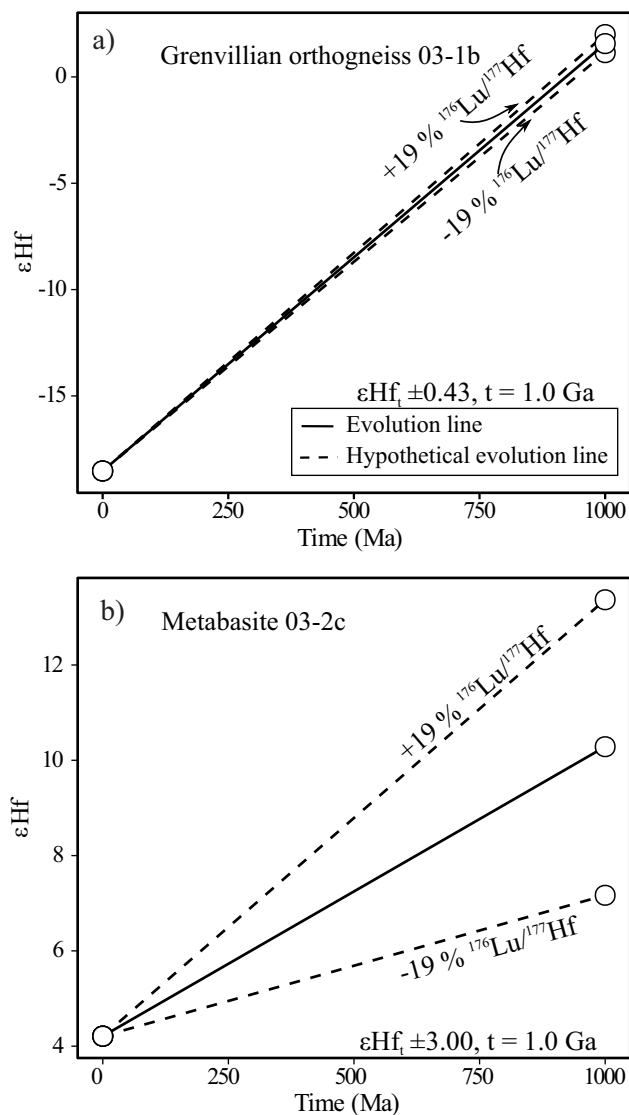 a)
Grenvillian orthogneiss 03-1b
0
-5
-10
-15
εHf
+19 % ¹⁷⁶Lu/¹⁷⁷Hf
-19 % ¹⁷⁶Lu/¹⁷⁷Hf
εHfₜ ±0.43, t = 1.0 Ga
Evolution line
Hypothetical evolution line
0 250 500 750 1000
Time (Ma)
b)
Metabasite 03-2c
12
10
8
6
4
εHf
+19 % ¹⁷⁶Lu/¹⁷⁷Hf
-19 % ¹⁷⁶Lu/¹⁷⁷Hf
εHfₜ ±3.00, t = 1.0 Ga
0 250 500 750 1000
Time (Ma)